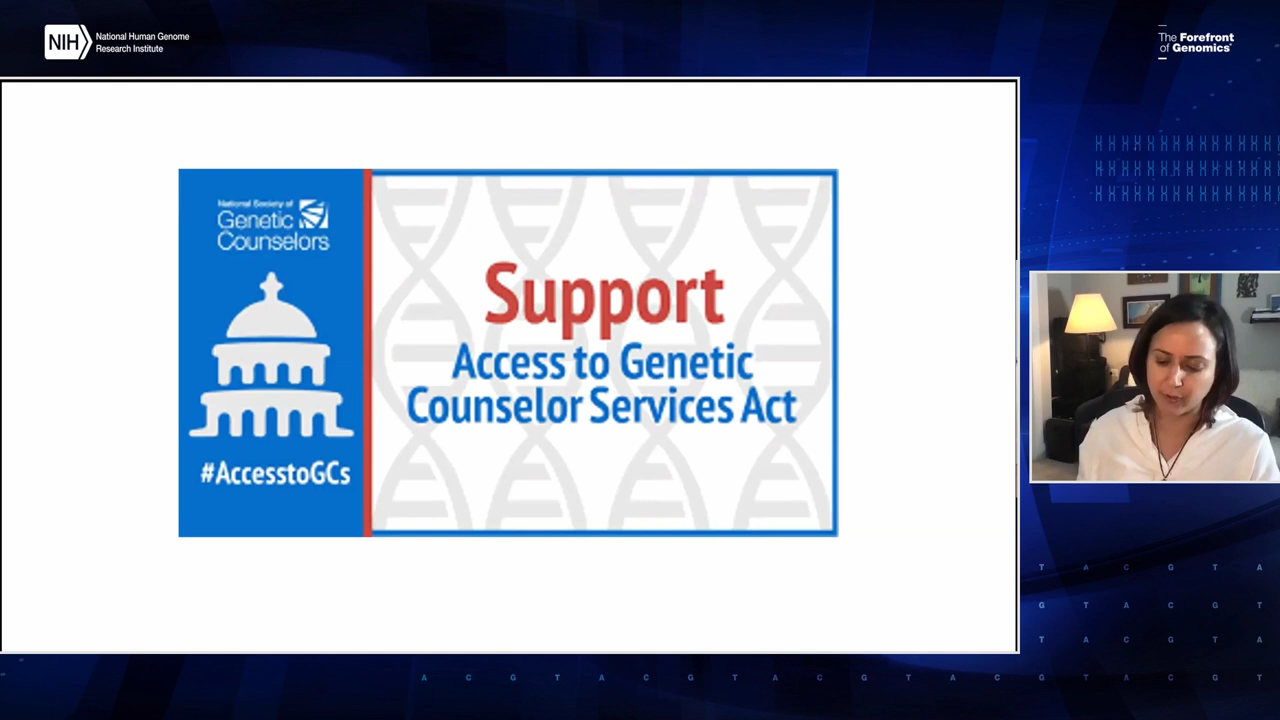 NIH
National Human Genome
Research Institute
The Forefront
of Genomics®
National Society of
Genetic
Counselors
#AccesstoGCs
Support
Access to Genetic
Counselor Services Act
T A C G T A
G T A C G T
T A C G T A
A C G T A C G T A C G T A C G T A C G T